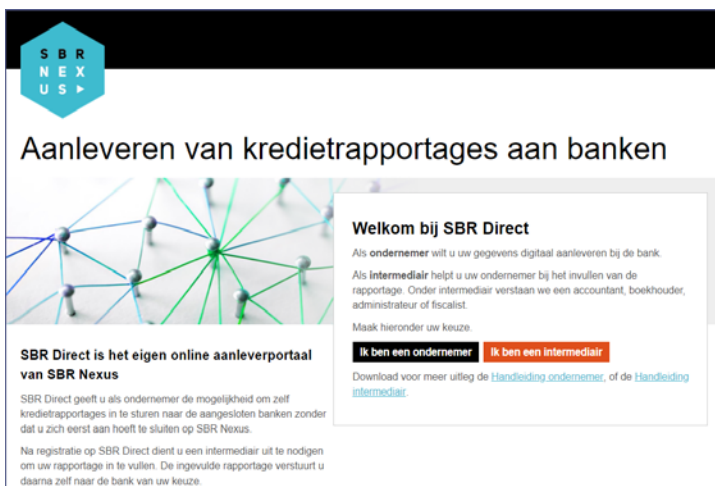 SBR
NEX
US
Aanleveren van kredietrapportages aan banken
Welkom bij SBR Direct
Als ondernemer wilt u uw gegevens digitaal aanleveren bij de bank.
Als intermediair helpt u uw ondernemer bij het invullen van de
rapportage. Onder intermediair verstaan we een accountant, boekhouder,
administrateur of fiscalist.
Maak hieronder uw keuze.
Ik ben een ondernemer Ik ben een intermediair
Download voor meer uitleg de Handleiding ondernemer, of de Handleiding
intermediair.
SBR Direct is het eigen online aanleverportaal
van SBR Nexus
SBR Direct geeft u als ondernemer de mogelijkheid om zelf
kredietrapportages in te sturen naar de aangesloten banken zonder
dat u zich eerst aan hoeft te sluiten op SBR Nexus.
Na registratie op SBR Direct dient u een intermediair uit te nodigen
om uw rapportage in te vullen. De ingevulde rapportage verstuurt u
daarna zelf naar de bank van uw keuze.